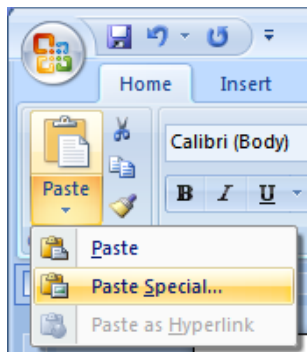 Home Insert
Paste
Calibri (Body)
B I U
Paste
Paste Special...
Paste as Hyperlink